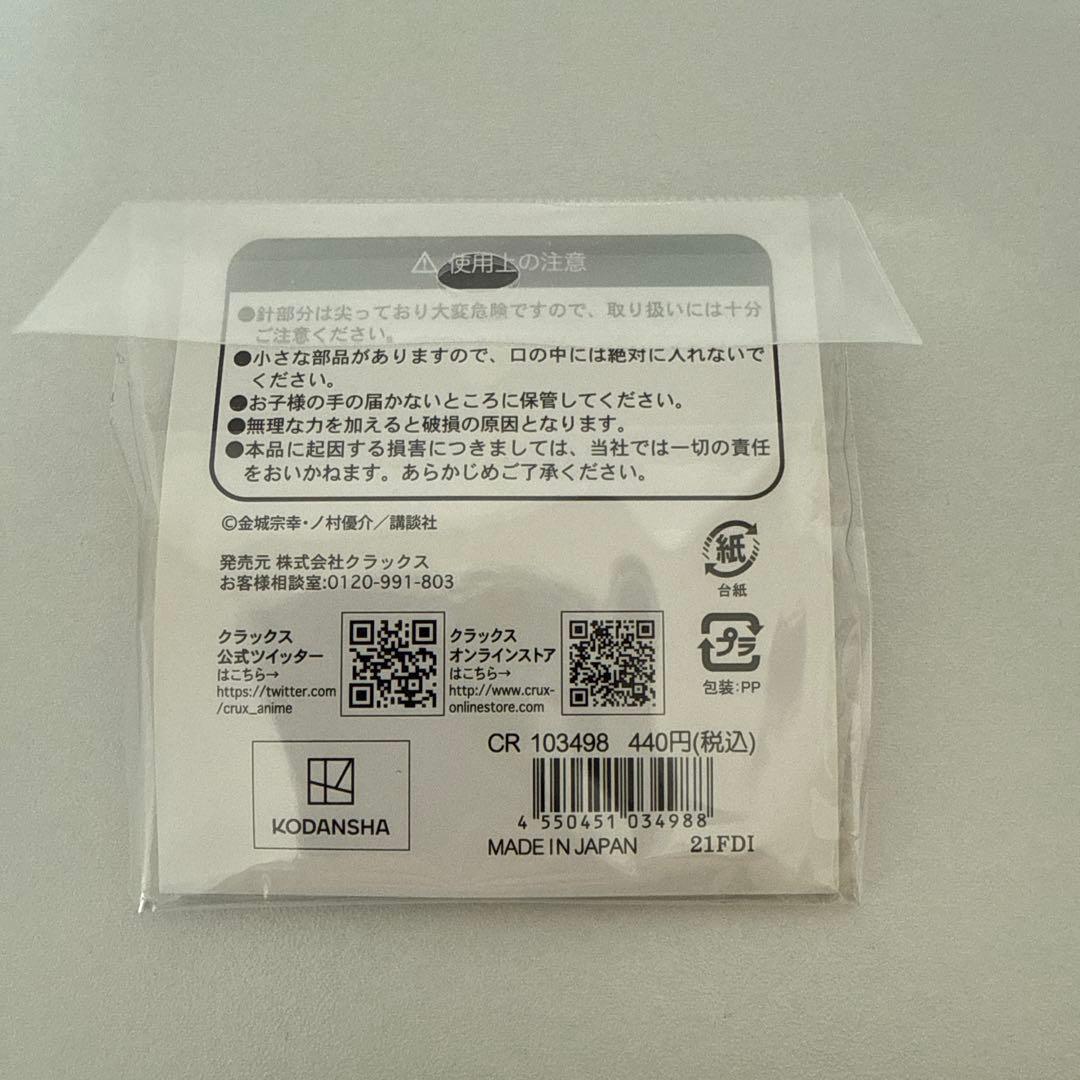 ⚠ 使用上の注意
●針部分は尖っており大変危険ですので、取り扱いには十分
ご注意ください。
●小さな部品がありますので、口の中には絶対に入れないで
ください。
●お子様の手の届かないところに保管してください。
●無理な力を加えると破損の原因となります。
●本品に起因する損害につきましては、当社では一切の責任
をおいかねます。あらかじめご了承ください。
©金城宗幸・ノ村優介／講談社
発売元 株式会社クラックス
お客様相談室:0120-991-803
紙
台紙
クラックス
公式ツイッター
はこちら→
https://twitter.com
/crux_anime
クラックス
オンラインストア
はこちら→
http://www.crux-
onlinestore.com
プラ
包装:PP
KODANSHA
CR 103498 440円(税込)
4 550451 034988
MADE IN JAPAN 21FDI